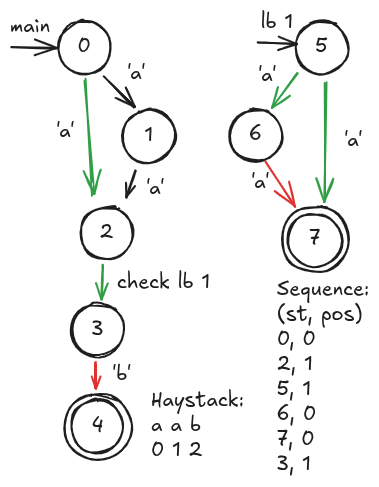 main
0
'a'
'a'
1
'a'
2
check lb 1
3
'b'
4
Haystack:
a a b
0 1 2
lb 1
5
'a'
'a'
6
'a'
7
Sequence:
(st, pos)
0, 0
2, 1
5, 1
6, 0
7, 0
3, 1